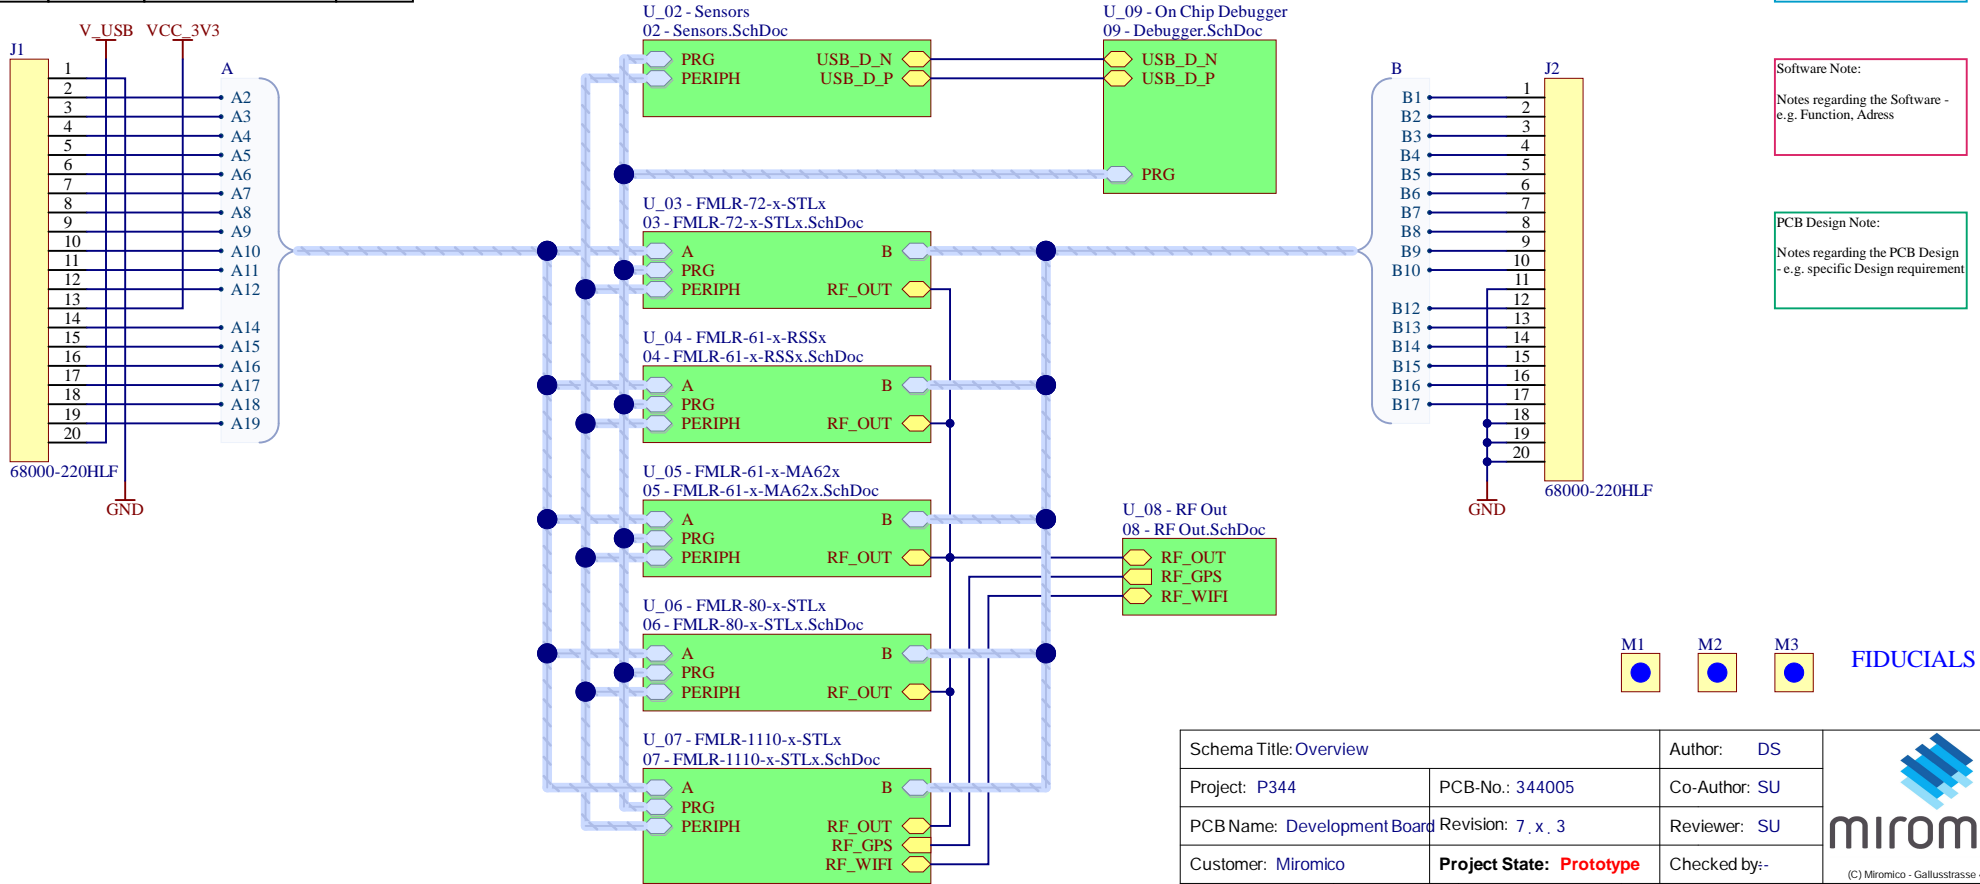 V_USB VCC_3V3
J1
A
1
2
3
4
5
6
7
8
9
10
11
12
13
14
15
16
17
18
19
20
A2
A3
A4
A5
A6
A7
A8
A9
A10
A11
A12
A14
A15
A16
A17
A18
A19
68000-220HLF
GND
U_02 - Sensors
02 - Sensors.SchDoc
PRG USB_D_N
PERIPH USB_D_P
U_09 - On Chip Debugger
09 - Debugger.SchDoc
USB_D_N
USB_D_P
PRG
U_03 - FMLR-72-x-STLx
03 - FMLR-72-x-STLx.SchDoc
A B
PRG
PERIPH RF_OUT
U_04 - FMLR-61-x-RSSx
04 - FMLR-61-x-RSSx.SchDoc
A B
PRG
PERIPH RF_OUT
U_05 - FMLR-61-x-MA62x
05 - FMLR-61-x-MA62x.SchDoc
A B
PRG
PERIPH RF_OUT
U_06 - FMLR-80-x-STLx
06 - FMLR-80-x-STLx.SchDoc
A B
PRG
PERIPH RF_OUT
U_07 - FMLR-1110-x-STLx
07 - FMLR-1110-x-STLx.SchDoc
A B
PRG
PERIPH RF_OUT
RF_GPS
RF_WIFI
U_08 - RF Out
08 - RF Out.SchDoc
RF_OUT
RF_GPS
RF_WIFI
B
J2
B1
B2
B3
B4
B5
B6
B7
B8
B9
B10
B12
B13
B14
B15
B16
B17
1
2
3
4
5
6
7
8
9
10
11
12
13
14
15
16
17
18
19
20
68000-220HLF
GND
Software Note:
Notes regarding the Software -
e.g. Function, Adress
PCB Design Note:
Notes regarding the PCB Design
- e.g. specific Design requirement
M1 M2 M3
FIDUCIALS
Schema Title: Overview Author: DS
Project: P344 PCB-No.: 344005 Co-Author: SU
PCB Name: Development Board Revision: 7 . x . 3 Reviewer: SU
Customer: Miromico Project State: Prototype Checked by:-
mirom
(C) Miromico - Gallusstrasse